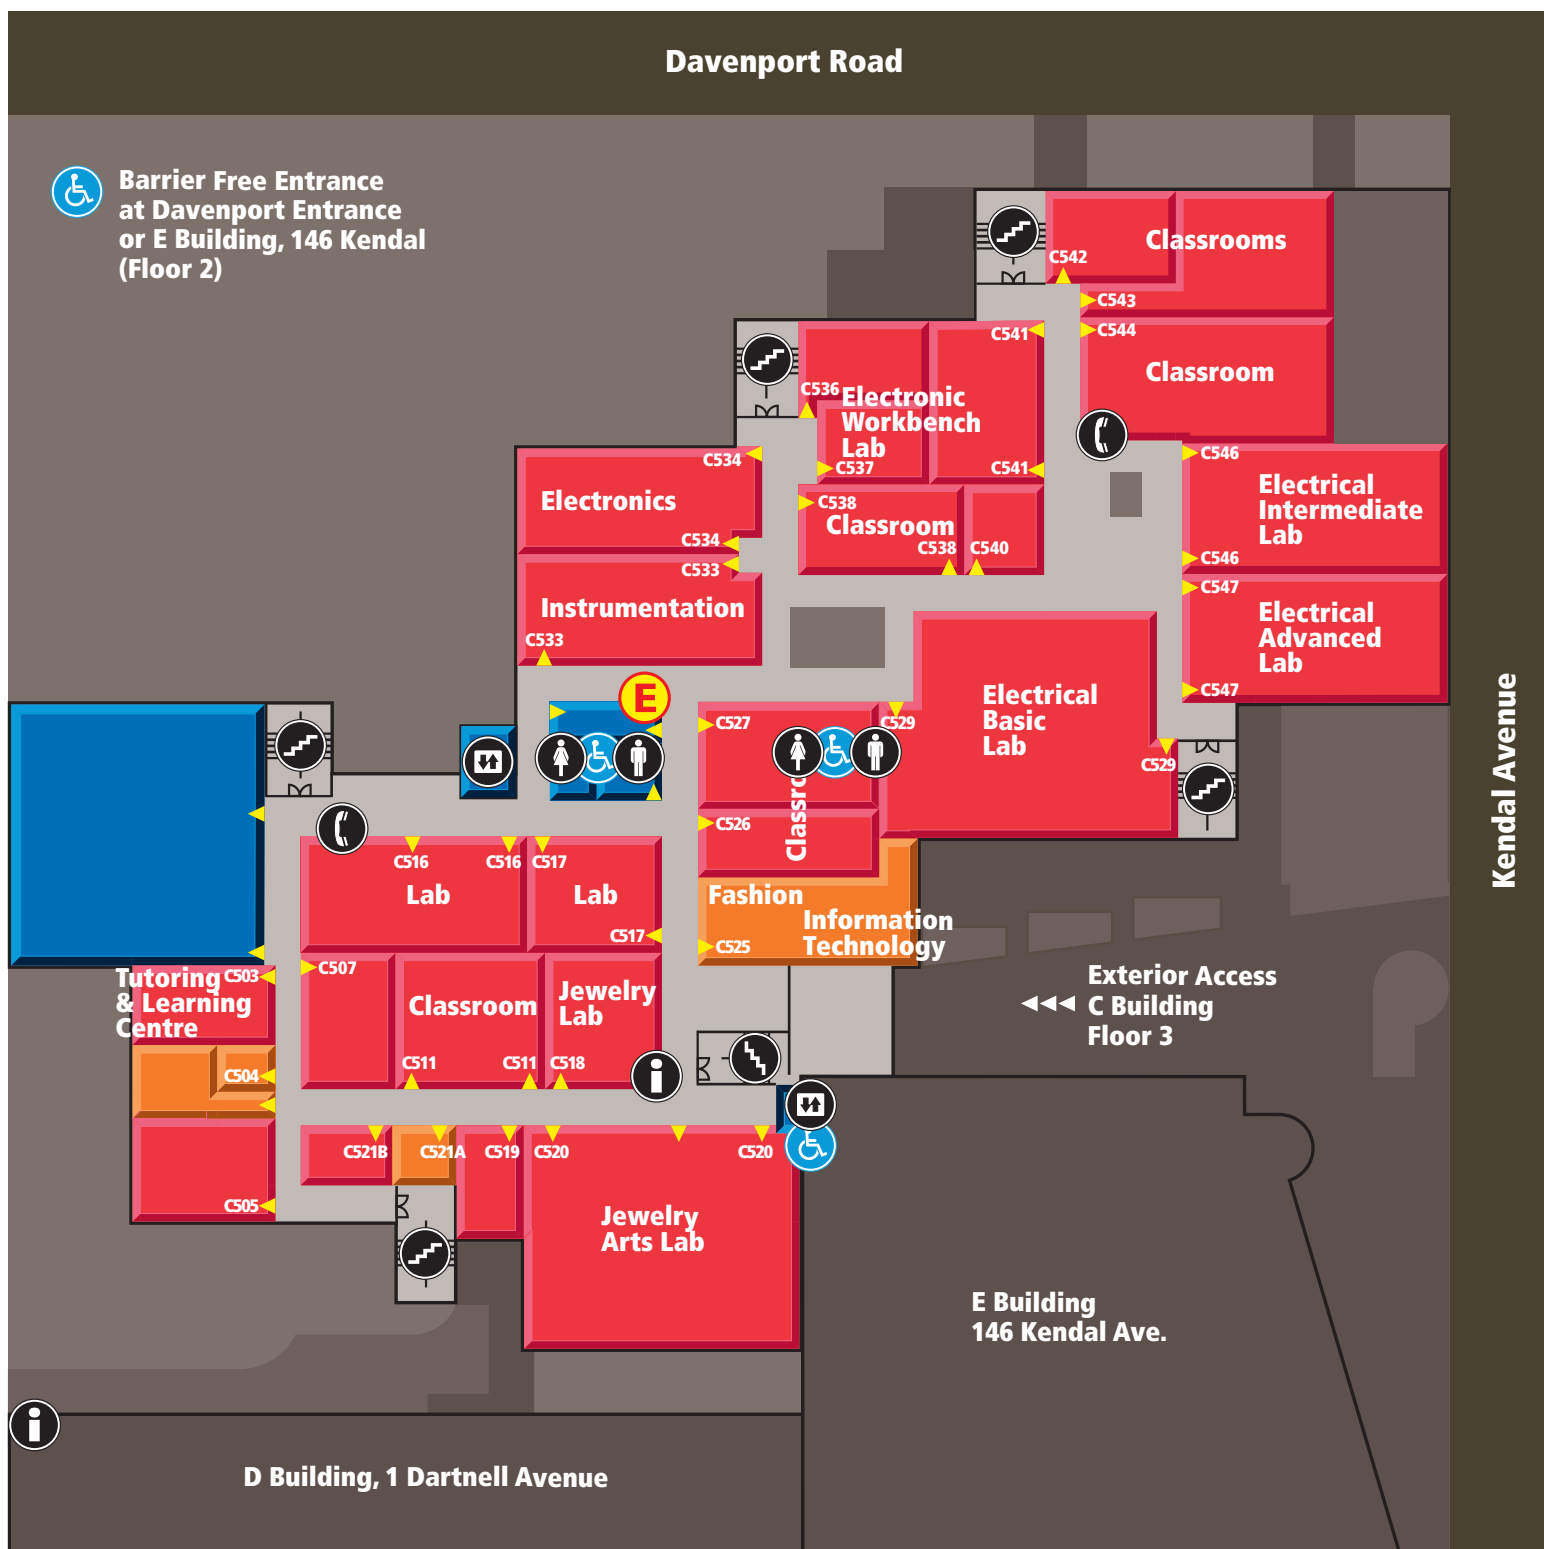 Davenport Road
Barrier Free Entrance
at Davenport Entrance
or E Building, 146 Kendal
(Floor 2)
Classrooms
C542
C543
C541
C544
Classroom
C536
Electronic
Workbench
Lab
C537
C541
C534
Electronics
C534
C538
Classroom
C538
C540
C546
Electrical
Intermediate
Lab
C546
C533
Instrumentation
C533
C547
Electrical
Advanced
Lab
C547
Kendal Avenue
E
C527
C529
Electrical
Basic
Lab
C529
Classro
C526
C516
C516
C517
Lab
Lab
C517
Fashion
Information
Technology
C525
Tutoring
& Learning
Centre
C503
C507
Classroom
Jewelry
Lab
C511
C511
C518
C504
Exterior Access
C Building
Floor 3
C521B
C521A
C519
C520
C520
C505
Jewelry
Arts Lab
E Building
146 Kendal Ave.
D Building, 1 Dartnell Avenue